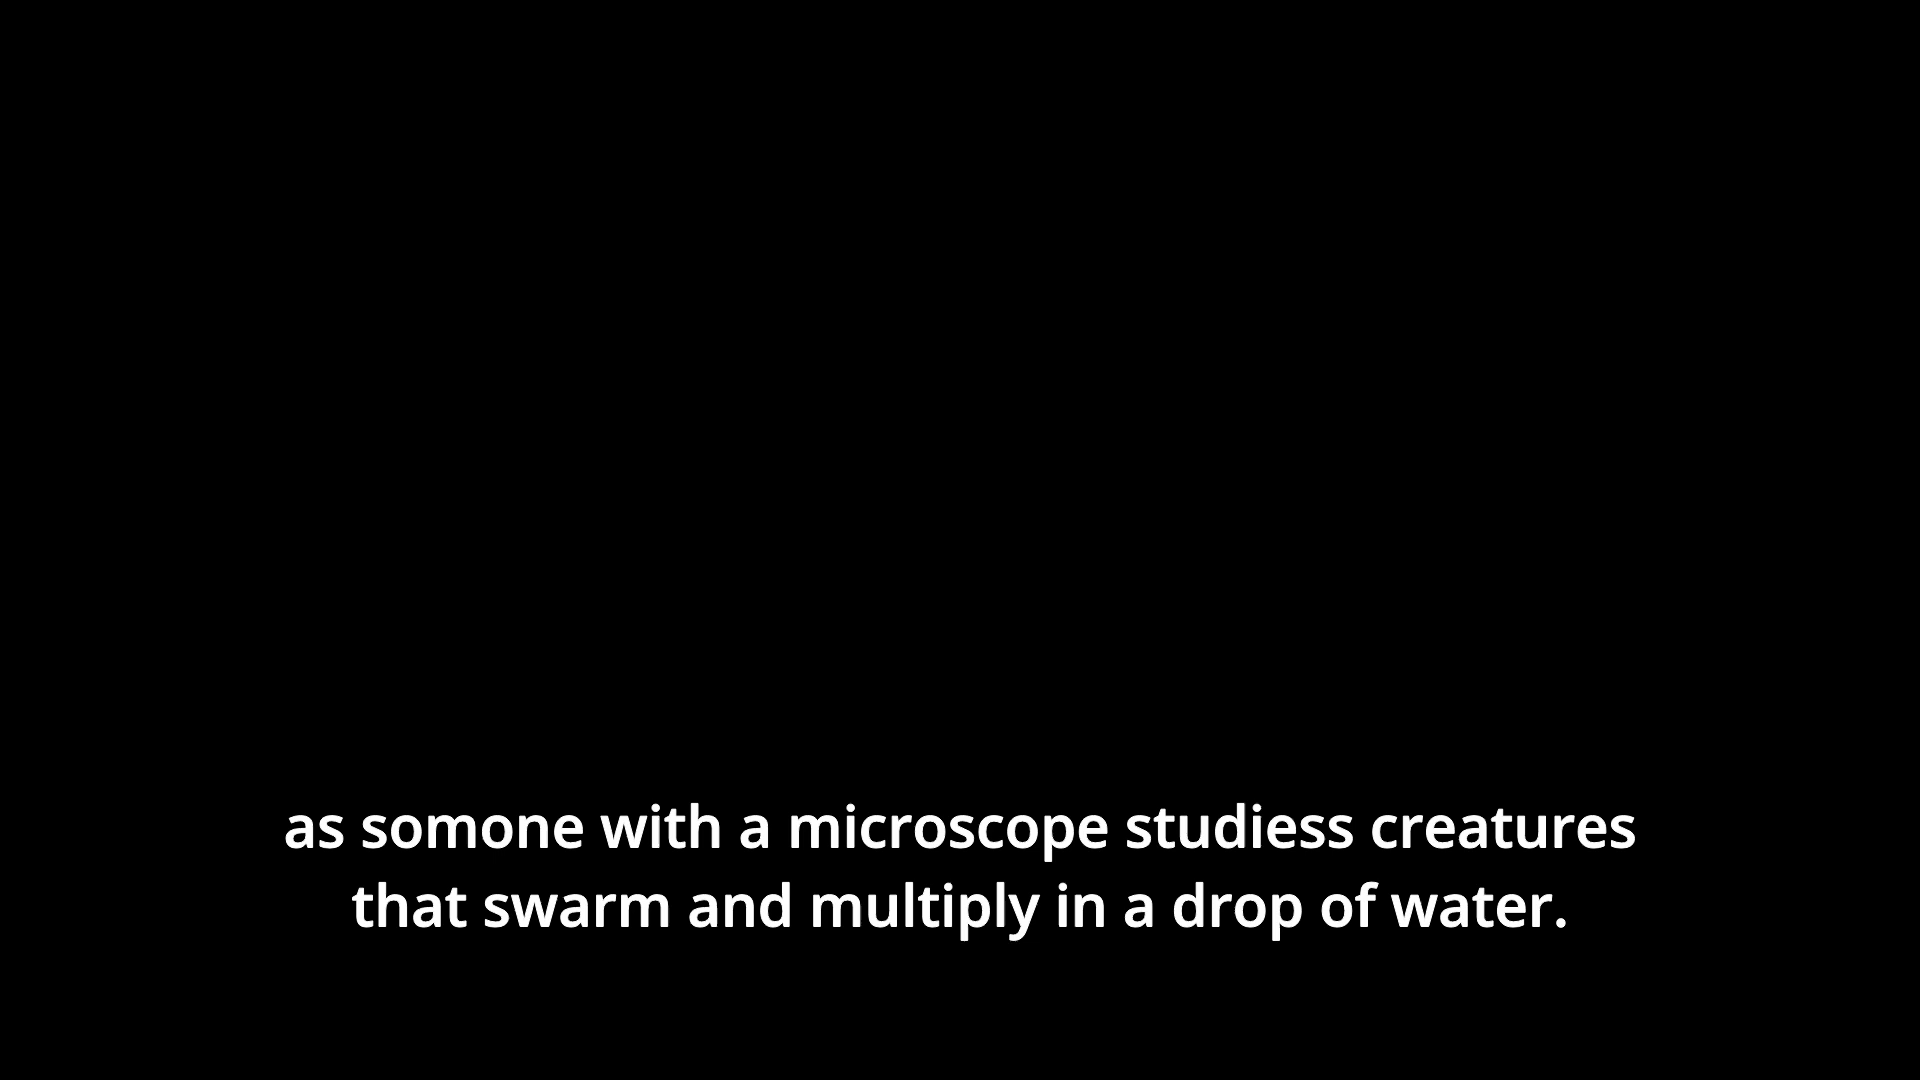 as somone with a microscope studiess creatures
that swarm and multiply in a drop of water.